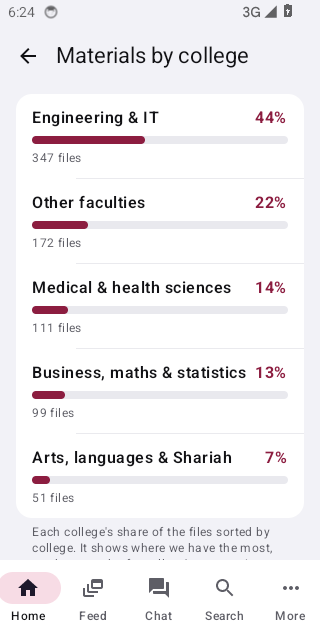 6:24
3G
Materials by college
Engineering & IT 44%
347 files
Other faculties 22%
172 files
Medical & health sciences 14%
111 files
Business, maths & statistics 13%
99 files
Arts, languages & Shariah 7%
51 files
Each college's share of the files sorted by
college. It shows where we have the most,
Home Feed Chat Search More